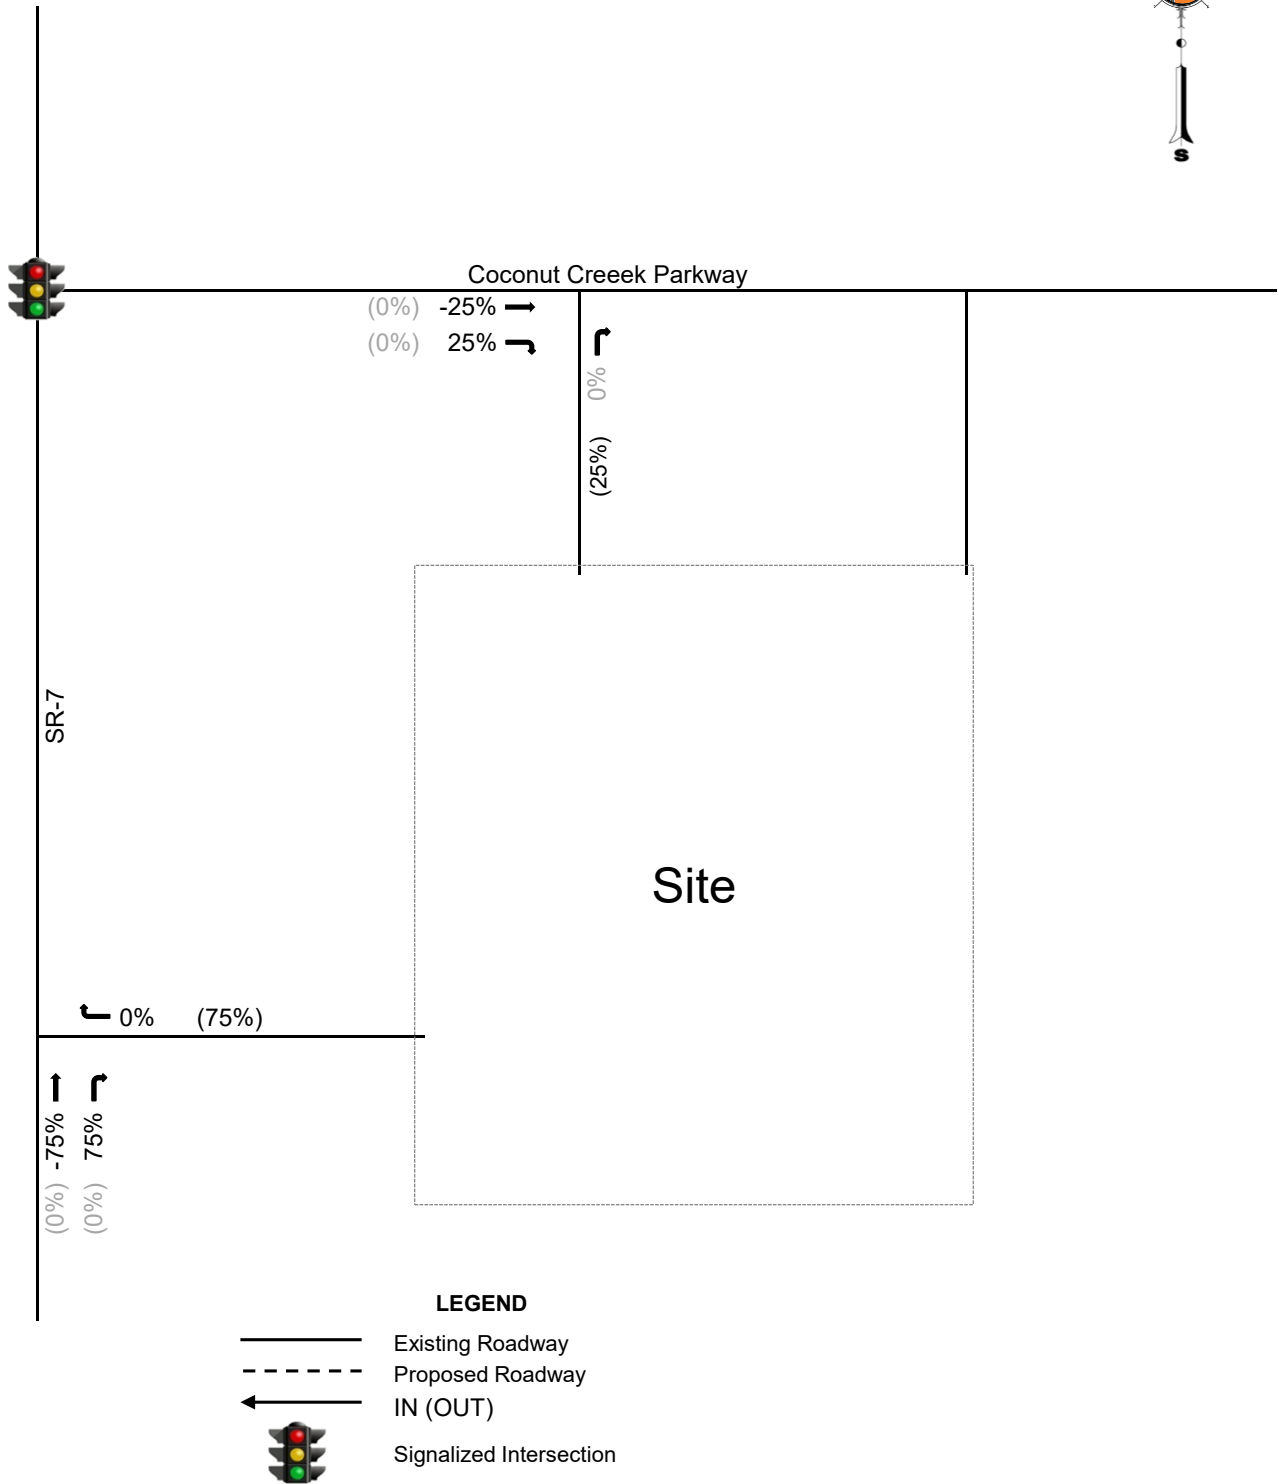 S
Coconut Creeek Parkway
(0%) -25%
(0%) 25%
0% (25%)
SR-7
Site
0% (75%)
(0%) -75%
(0%) 75%
LEGEND
Existing Roadway
Proposed Roadway
IN (OUT)
Signalized Intersection